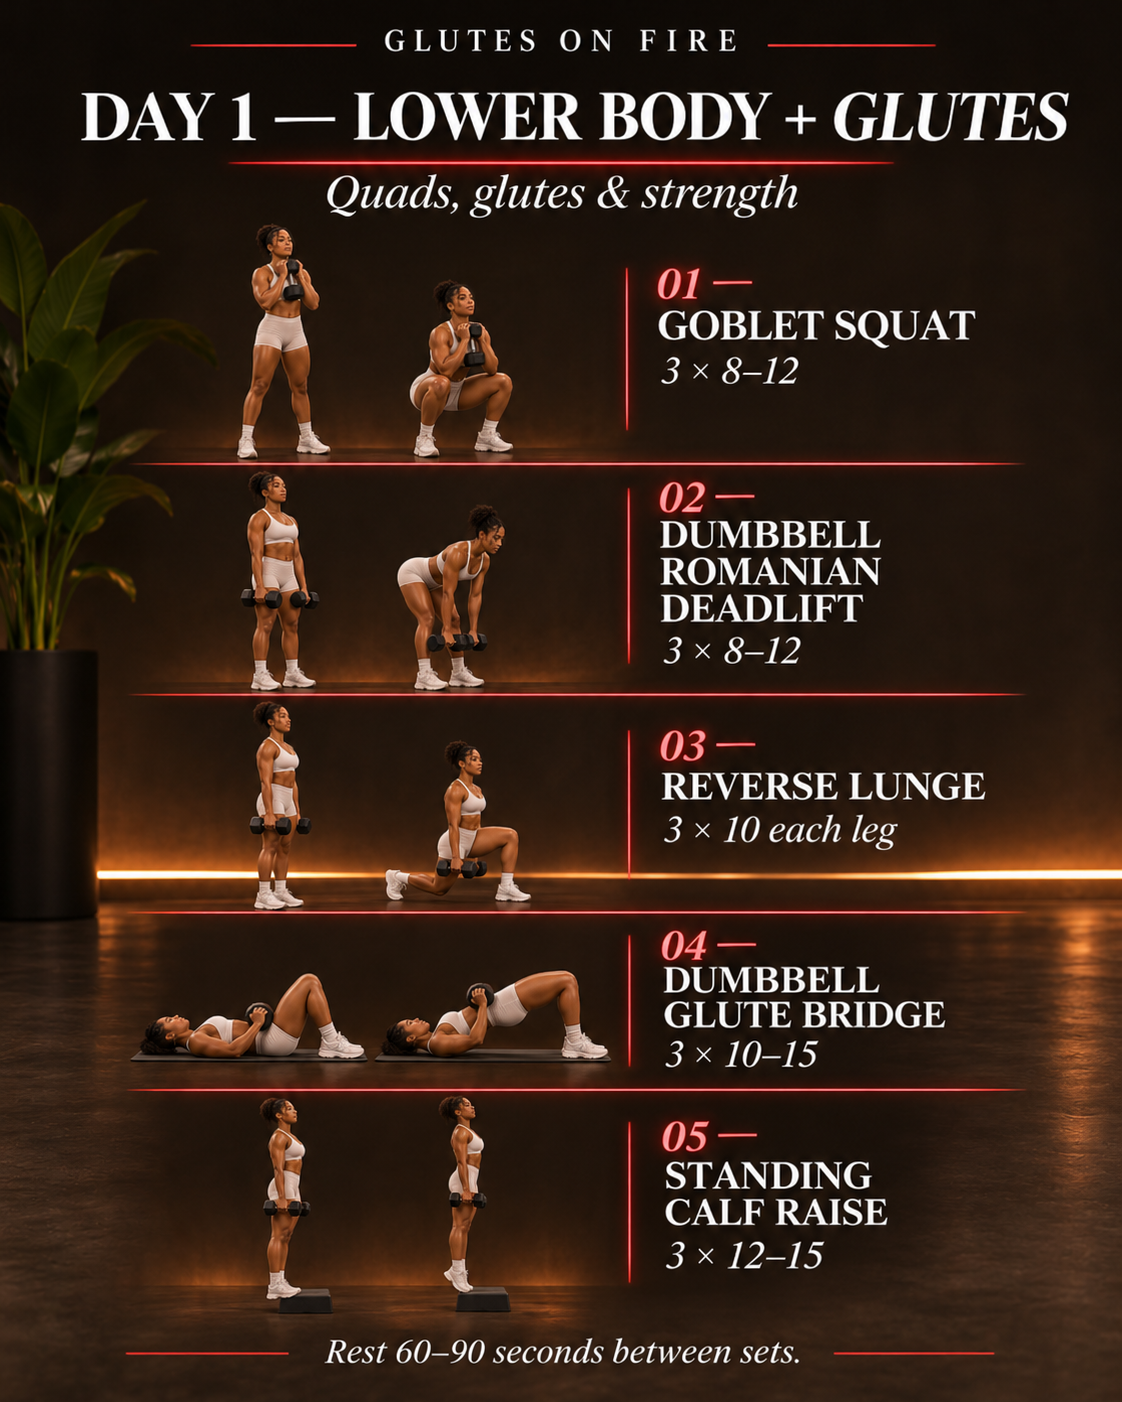 GLUTES ON FIRE
DAY 1 — LOWER BODY + GLUTES
Quads, glutes & strength
01 —
GOBLET SQUAT
3 × 8–12
02 —
DUMBBELL
ROMANIAN
DEADLIFT
3 × 8–12
03 —
REVERSE LUNGE
3 × 10 each leg
04 —
DUMBBELL
GLUTE BRIDGE
3 × 10–15
05 —
STANDING
CALF RAISE
3 × 12–15
Rest 60–90 seconds between sets.